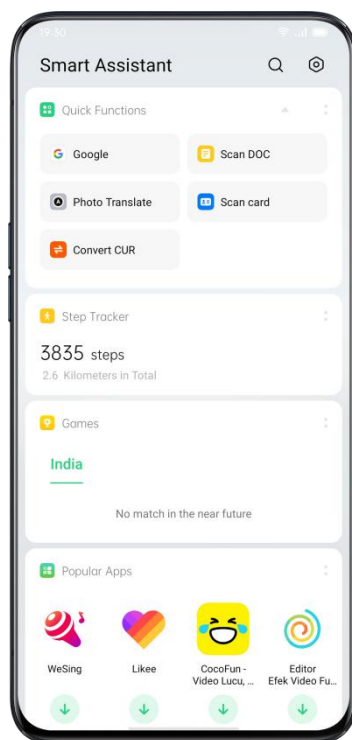 19:30
Smart Assistant
Quick Functions
Google
Scan DOC
Photo Translate
Scan card
Convert CUR
Step Tracker
3835 steps
2.6 Kilometers in Total
Games
India
No match in the near future
Popular Apps
WeSing
Likee
CocoFun -
Video Lucu, ...
Editor
Efek Video Fu...